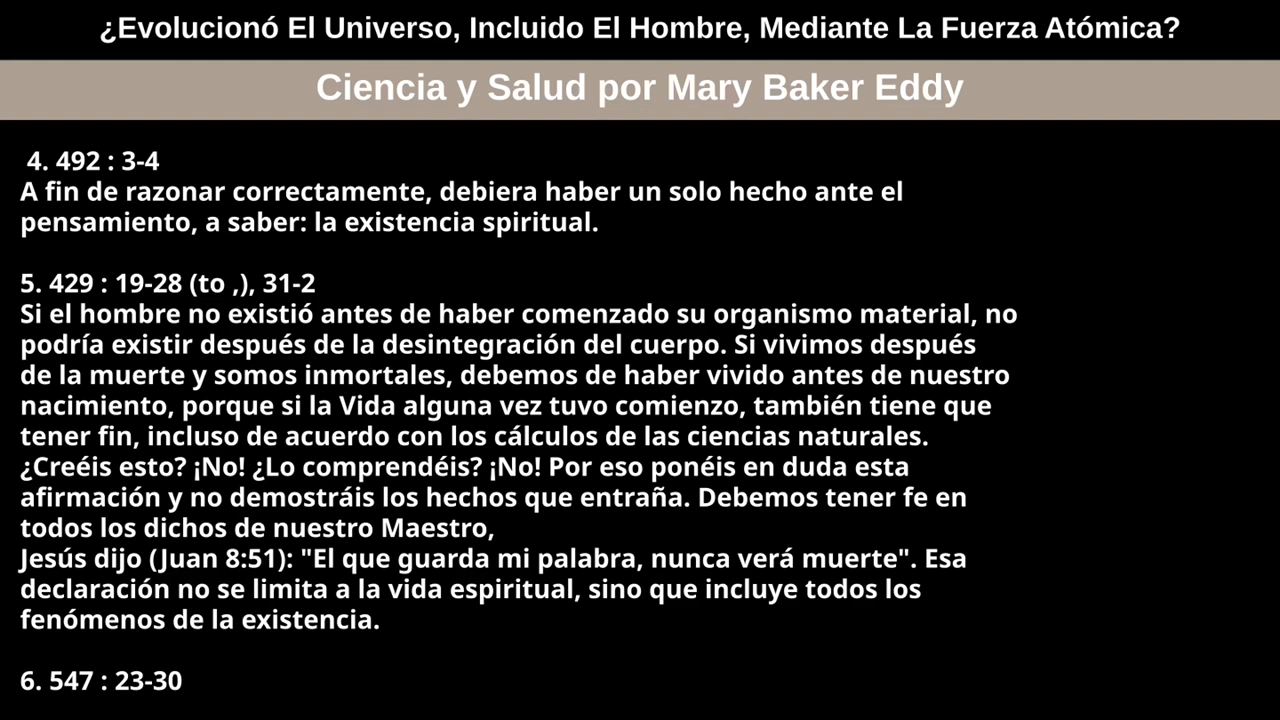 ¿Evolucionó El Universo, Incluido El Hombre, Mediante La Fuerza Atómica?
Ciencia y Salud por Mary Baker Eddy
4. 492 : 3-4
A fin de razonar correctamente, debiera haber un solo hecho ante el
pensamiento, a saber: la existencia spiritual.
5. 429 : 19-28 (to ,), 31-2
Si el hombre no existió antes de haber comenzado su organismo material, no
podría existir después de la desintegración del cuerpo. Si vivimos después
de la muerte y somos inmortales, debemos de haber vivido antes de nuestro
nacimiento, porque si la Vida alguna vez tuvo comienzo, también tiene que
tener fin, incluso de acuerdo con los cálculos de las ciencias naturales.
¿Creéis esto? ¡No! ¿Lo comprendéis? ¡No! Por eso ponéis en duda esta
afirmación y no demostráis los hechos que entraña. Debemos tener fe en
todos los dichos de nuestro Maestro,
Jesús dijo (Juan 8:51): "El que guarda mi palabra, nunca verá muerte". Esa
declaración no se limita a la vida espiritual, sino que incluye todos los
fenómenos de la existencia.
6. 547 : 23-30